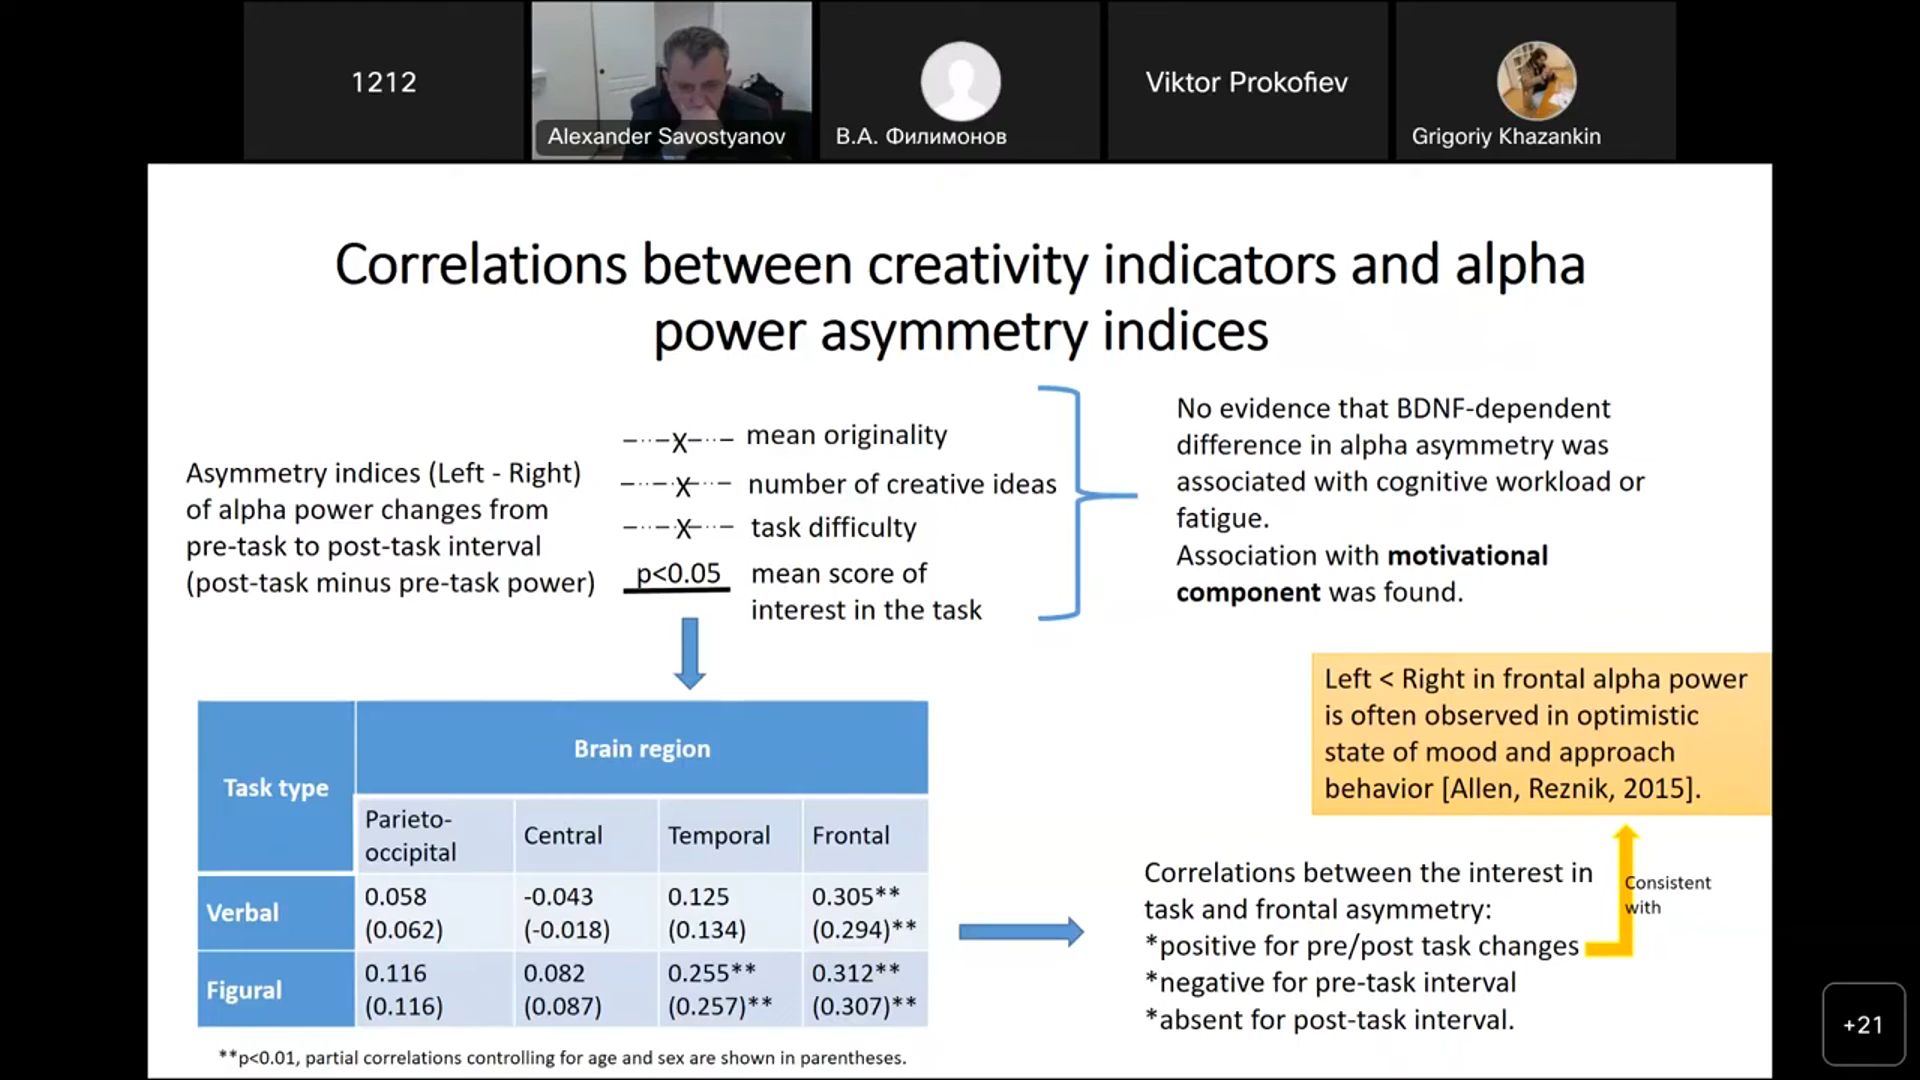 1212
Alexander Savostyanov
В.А. Филимонов
Viktor Prokofiev
Grigoriy Khazankin
Correlations between creativity indicators and alpha
power asymmetry indices
Asymmetry indices (Left - Right)
of alpha power changes from
pre-task to post-task interval
(post-task minus pre-task power)
X mean originality
X number of creative ideas
X task difficulty
p<0.05 mean score of
interest in the task
No evidence that BDNF-dependent
difference in alpha asymmetry was
associated with cognitive workload or
fatigue.
Association with motivational
component was found.
Left < Right in frontal alpha power
is often observed in optimistic
state of mood and approach
behavior [Allen, Reznik, 2015].
Task type
Brain region
Parieto-
occipital
Central
Temporal
Frontal
Verbal
0.058
(0.062)
-0.043
(-0.018)
0.125
(0.134)
0.305**
(0.294)**
Figural
0.116
(0.116)
0.082
(0.087)
0.255**
(0.257)**
0.312**
(0.307)**
**p<0.01, partial correlations controlling for age and sex are shown in parentheses.
Correlations between the interest in
task and frontal asymmetry:
*positive for pre/post task changes
*negative for pre-task interval
*absent for post-task interval.
Consistent
with
+21